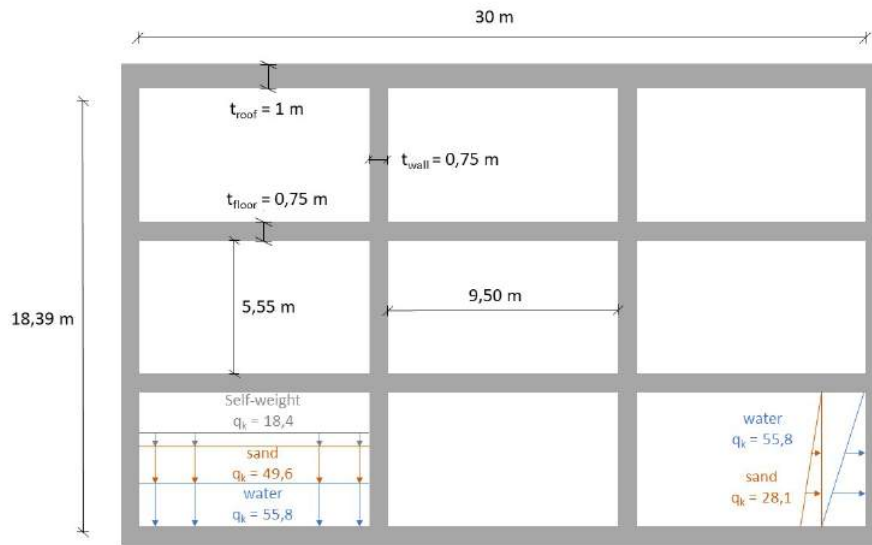 30 m
t_roof = 1 m
t_wall = 0,75 m
t_floor = 0,75 m
5,55 m
9,50 m
18,39 m
Self-weight
q_k = 18,4
sand
q_k = 49,6
water
q_k = 55,8
water
q_k = 55,8
sand
q_k = 28,1